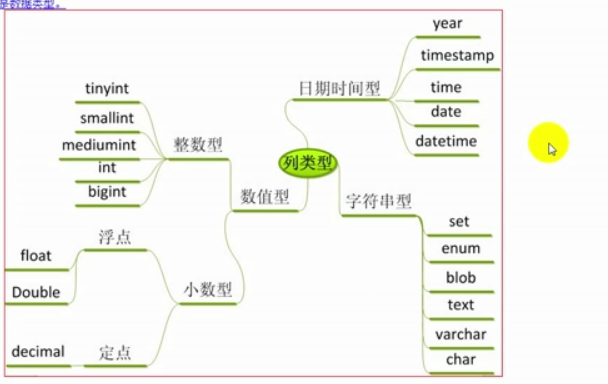 是数据类型。
year
timestamp
日期时间型
time
date
datetime
tinyint
smallint
mediumint
整数型
int
bigint
列类型
数值型
字符串型
set
enum
blob
text
varchar
char
浮点
float
Double
小数型
decimal
定点